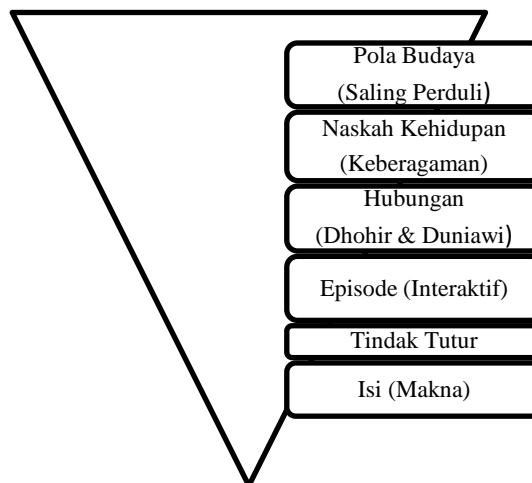 Pola Budaya
(Saling Perduli)
Naskah Kehidupan
(Keberagaman)
Hubungan
(Dhohir & Duniawi)
Episode (Interaktif)
Tindak Tutur
Isi (Makna)